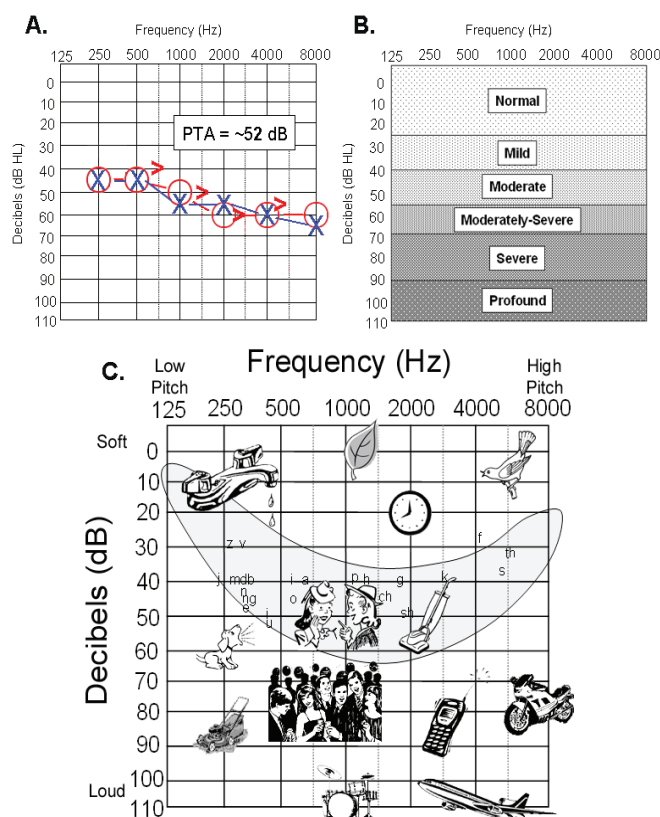 A.
Frequency (Hz)
125 250 500 1000 2000 4000 8000
Decibels (dB HL)
0
10
20
30
40
50
60
70
80
90
100
110
PTA = ~52 dB
X X X X X X
> > > >
B.
Frequency (Hz)
125 250 500 1000 2000 4000 8000
Decibels (dB HL)
0
10
20
30
40
50
60
70
80
90
100
110
Normal
Mild
Moderate
Moderately-Severe
Severe
Profound
C.
Frequency (Hz)
Low Pitch
High Pitch
125 250 500 1000 2000 4000 8000
Decibels (dB)
Soft 0
10
20
30
40
50
60
70
80
90
Loud 100
110
f
z v
th
s
j mdb i a p h g k
n
ng o ch
e
sh
u